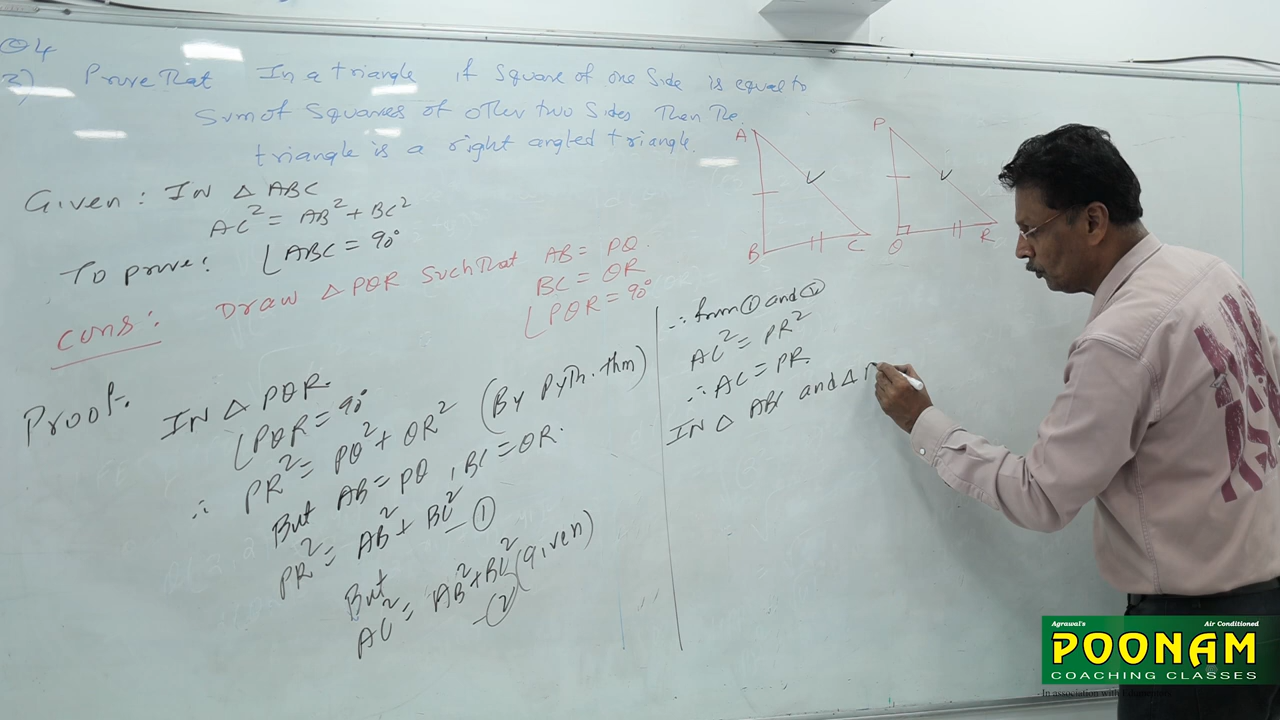 Q4
3) Prove That In a triangle if Square of one Side is equal to
Sum of Squares of other two Sides Then The
triangle is a right angled triangle.
Given: IN △ ABC
AC² = AB² + BC²
To prove: ∠ABC = 90°
Cons: Draw △ PQR Such That AB = PQ.
BC = QR
∠PQR = 90°
Proof. IN △ PQR.
∠PQR = 90°
∴ PR² = PQ² + QR² (By Pyth. thm)
But AB = PQ, BC = QR.
PR² = AB² + BC² – ①
But
AC² = AB² + BC² (given)
– ②
∴ from ① and ②
AC² = PR²
∴ AC = PR.
IN △ ABC and △
A
B
C
P
Q
R
Agrawal's Air Conditioned
POONAM
COACHING CLASSES
In association with